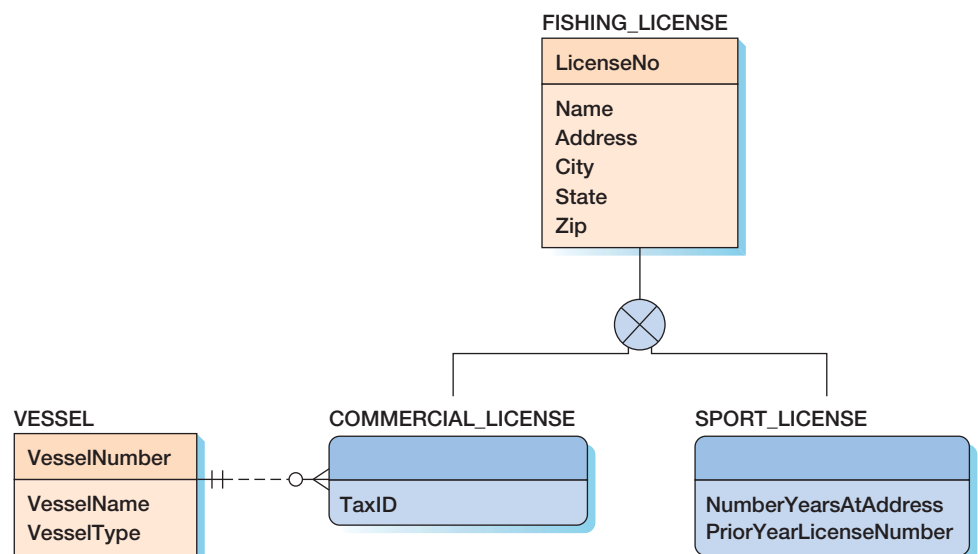 FISHING_LICENSE
LicenseNo
Name
Address
City
State
Zip
VESSEL
VesselNumber
VesselName
VesselType
COMMERCIAL_LICENSE
TaxID
SPORT_LICENSE
NumberYearsAtAddress
PriorYearLicenseNumber